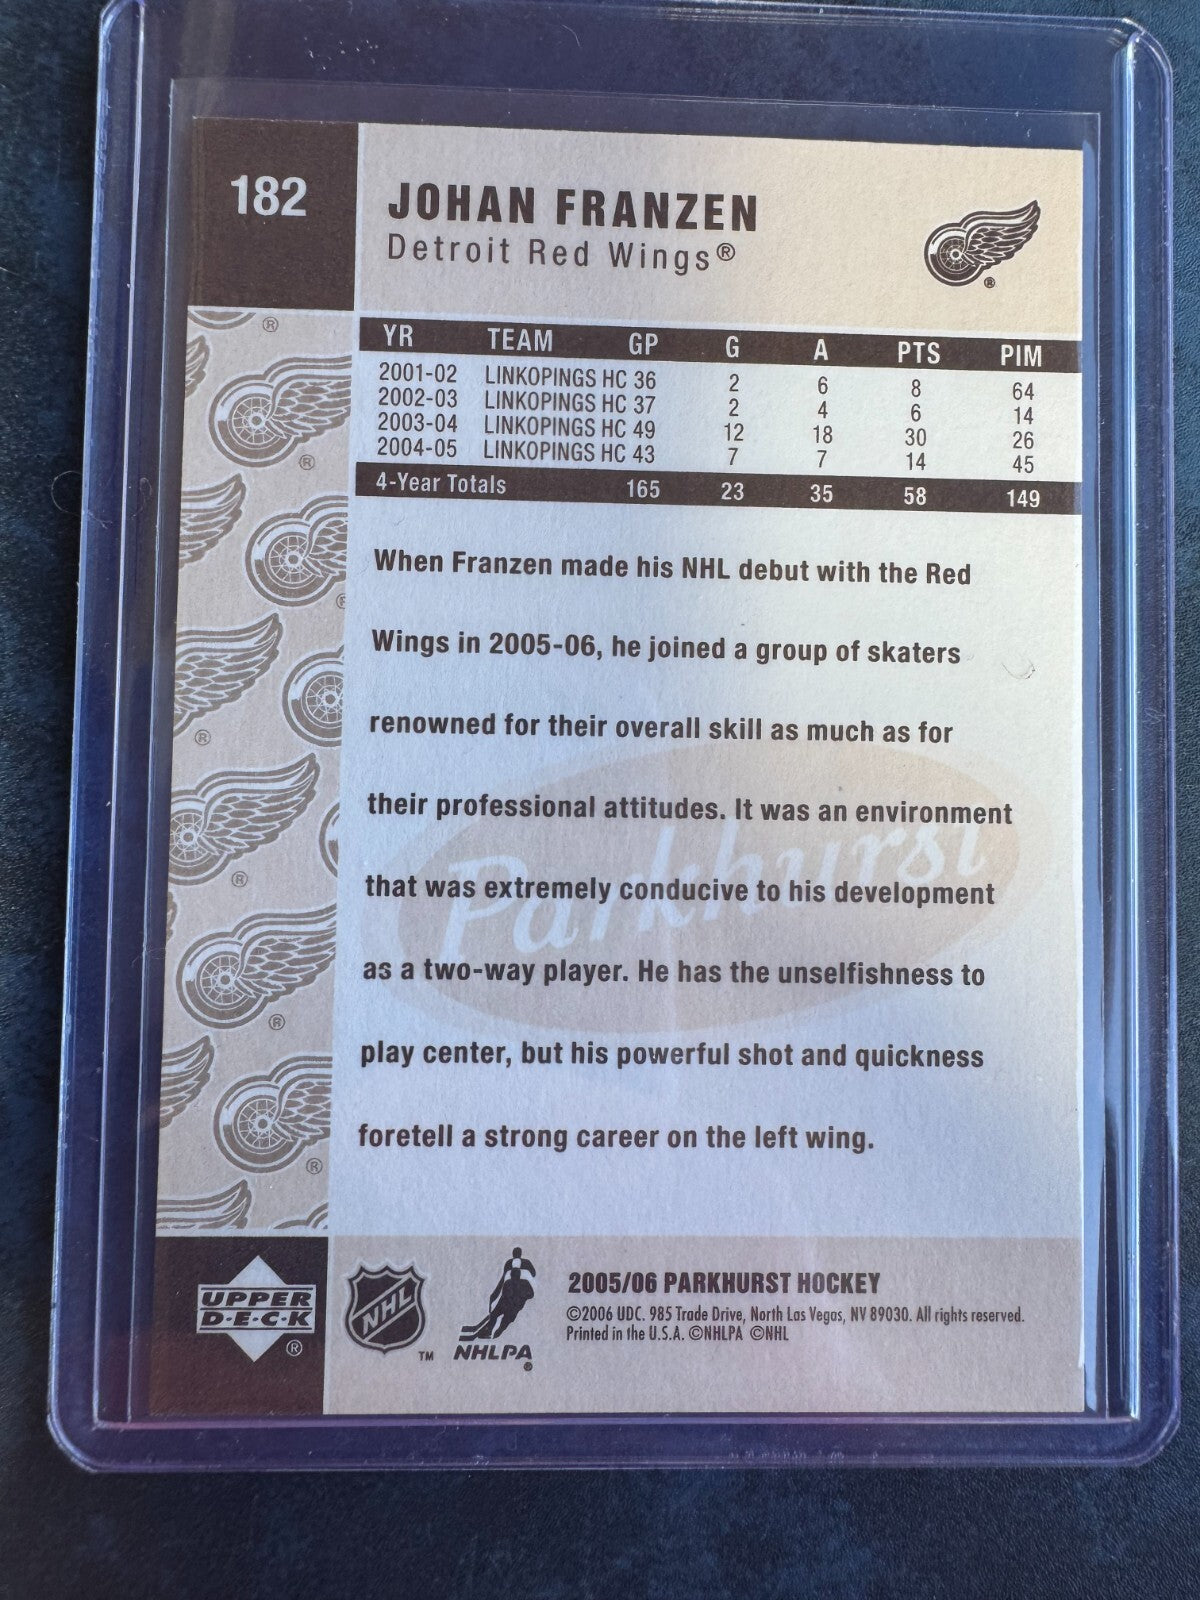 182
JOHAN FRANZEN
Detroit Red Wings®
®
YR TEAM GP G A PTS PIM
2001-02 LINKOPINGS HC 36 2 6 8 64
2002-03 LINKOPINGS HC 37 2 4 6 14
2003-04 LINKOPINGS HC 49 12 18 30 26
2004-05 LINKOPINGS HC 43 7 7 14 45
4-Year Totals 165 23 35 58 149
When Franzen made his NHL debut with the Red
Wings in 2005-06, he joined a group of skaters
renowned for their overall skill as much as for
their professional attitudes. It was an environment
that was extremely conducive to his development
as a two-way player. He has the unselfishness to
play center, but his powerful shot and quickness
foretell a strong career on the left wing.
Parkhurst
UPPER
D·E·C·K
®
NHL
TM
NHLPA
®
2005/06 PARKHURST HOCKEY
©2006 UDC. 985 Trade Drive, North Las Vegas, NV 89030. All rights reserved.
Printed in the U.S.A. ©NHLPA ©NHL